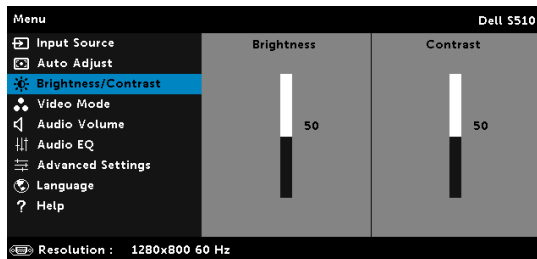 Menu
Dell S510
Input Source
Auto Adjust
Brightness/Contrast
Video Mode
Audio Volume
Audio EQ
Advanced Settings
Language
? Help
Brightness
50
Contrast
50
Resolution : 1280x800 60 Hz